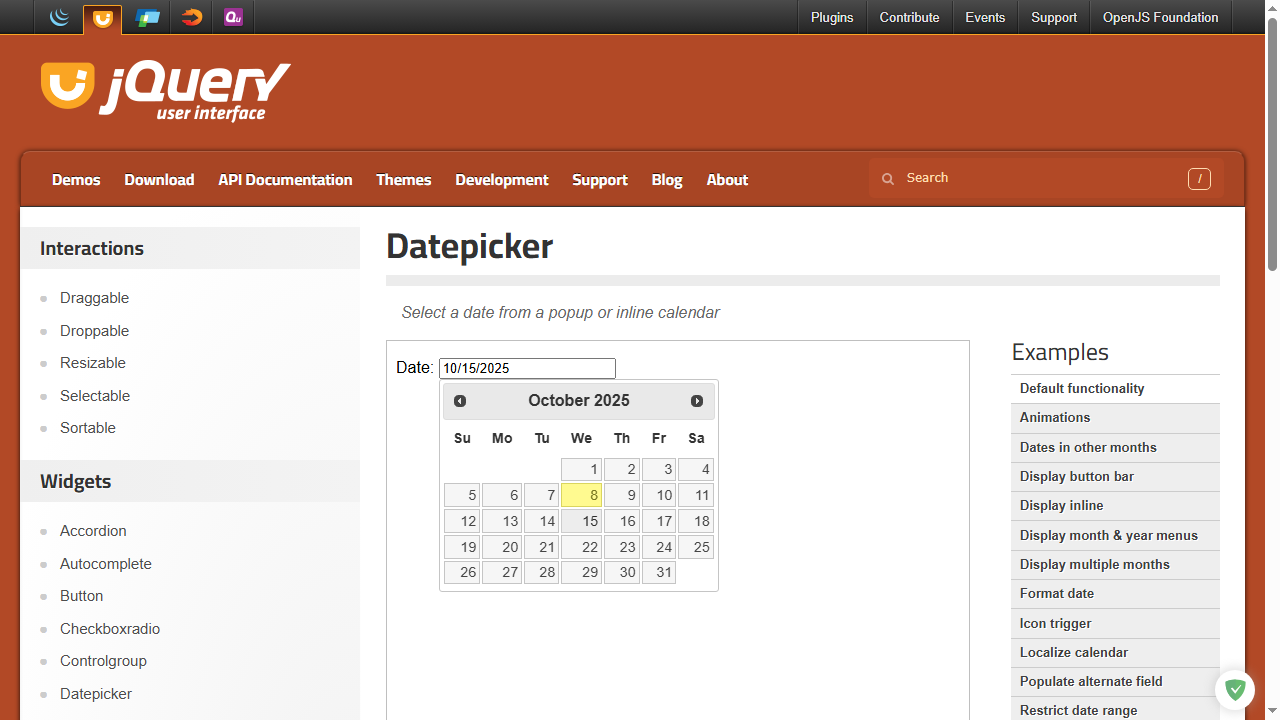 Qu
Plugins
Contribute
Events
Support
OpenJS Foundation
jQuery
user interface
Demos
Download
API Documentation
Themes
Development
Support
Blog
About
Search
/
Interactions
Draggable
Droppable
Resizable
Selectable
Sortable
Widgets
Accordion
Autocomplete
Button
Checkboxradio
Controlgroup
Datepicker
Datepicker
Select a date from a popup or inline calendar
Date: 10/15/2025
October 2025
Su Mo Tu We Th Fr Sa
1 2 3 4
5 6 7 8 9 10 11
12 13 14 15 16 17 18
19 20 21 22 23 24 25
26 27 28 29 30 31
Examples
Default functionality
Animations
Dates in other months
Display button bar
Display inline
Display month & year menus
Display multiple months
Format date
Icon trigger
Localize calendar
Populate alternate field
Restrict date range